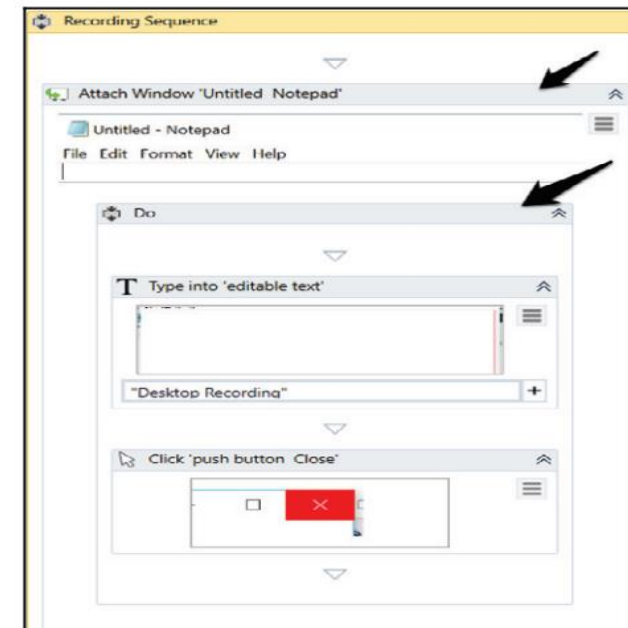 Recording Sequence
Attach Window 'Untitled Notepad'
Untitled - Notepad
File Edit Format View Help
Do
T Type into 'editable text'
"Desktop Recording"
Click 'push button Close'